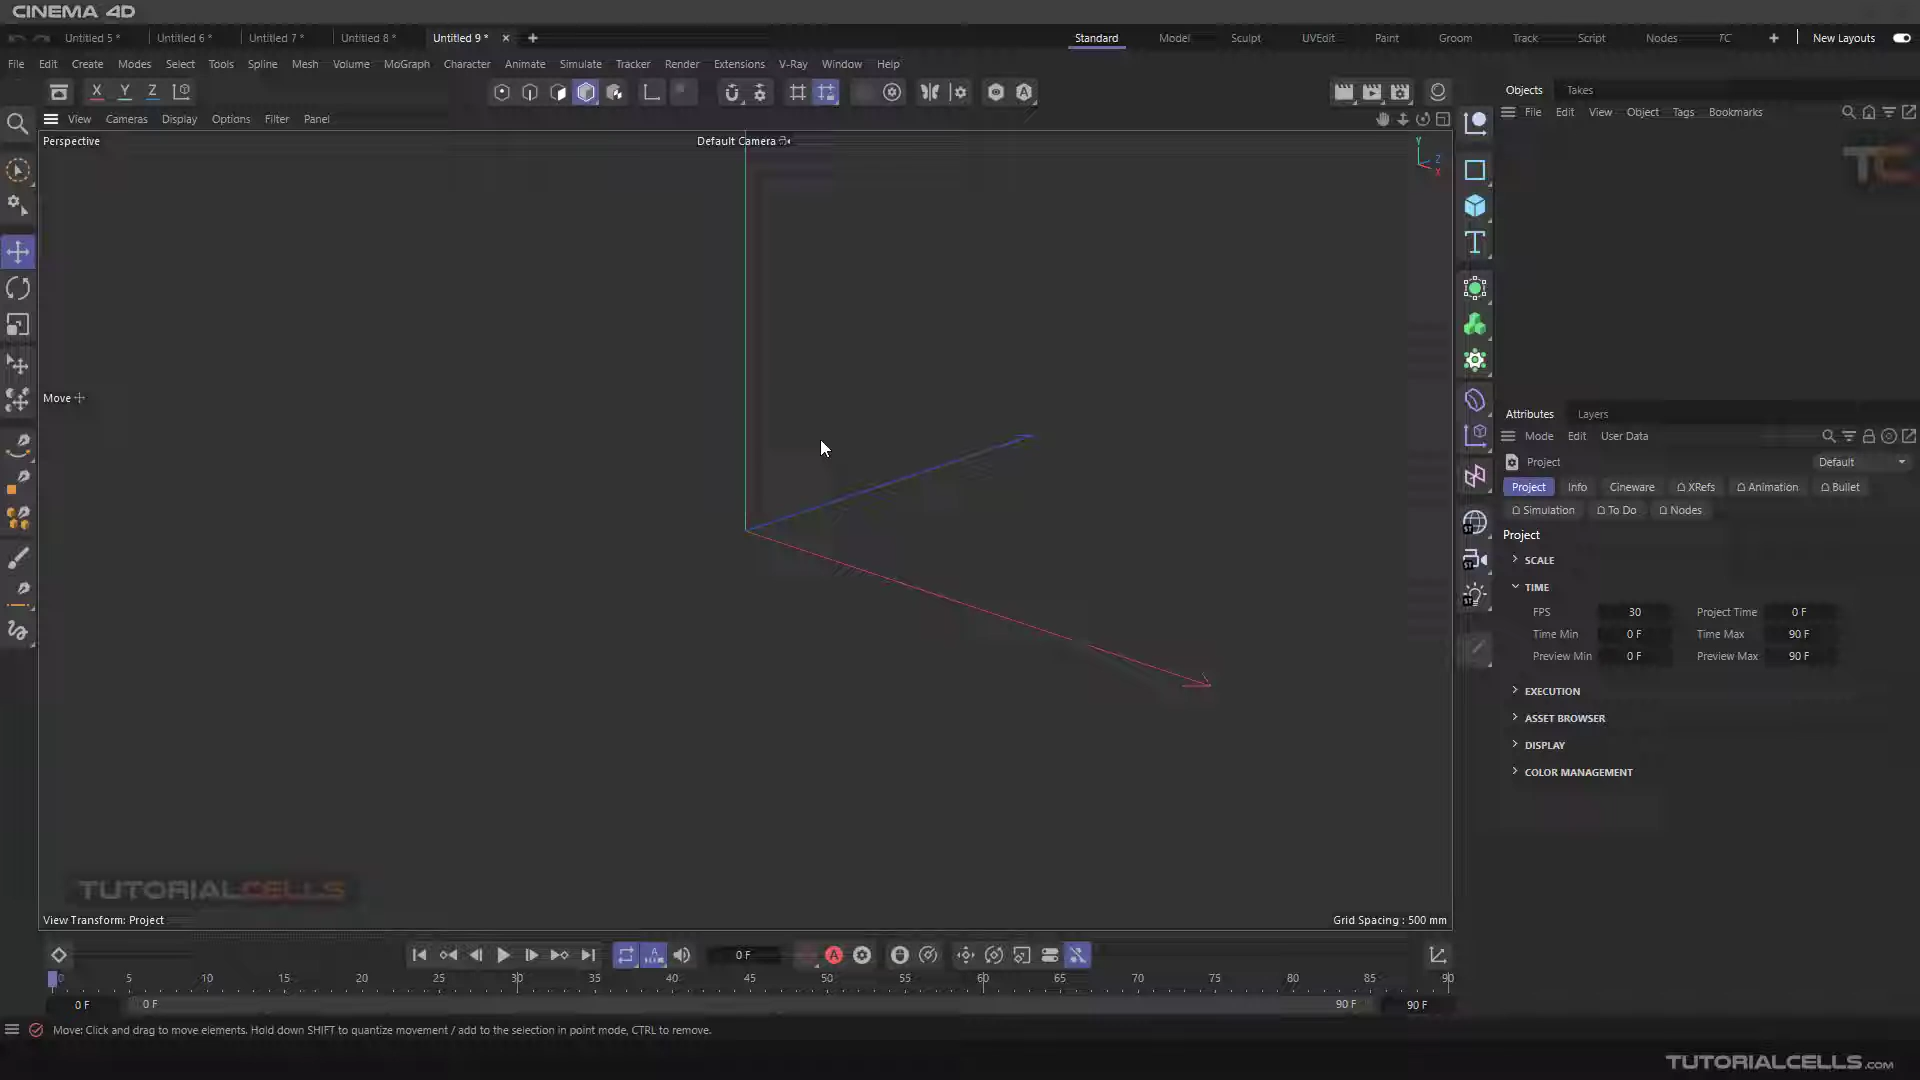 CINEMA 4D
Untitled 5 * Untitled 6 * Untitled 7 * Untitled 8 * Untitled 9 * Standard Model Sculpt UVEdit Paint Groom Track Script Nodes TC New Layouts
File Edit Create Modes Select Tools Spline Mesh Volume MoGraph Character Animate Simulate Tracker Render Extensions V-Ray Window Help
X Y Z
Objects Takes
File Edit View Object Tags Bookmarks
View Cameras Display Options Filter Panel
Perspective Default Camera
Y
Z
X
TC
Move
Attributes Layers
Mode Edit User Data
Project Default
Project Info Cineware XRefs Animation Bullet
Simulation To Do Nodes
Project
SCALE
TIME
FPS 30 Project Time 0 F
Time Min 0 F Time Max 90 F
Preview Min 0 F Preview Max 90 F
EXECUTION
ASSET BROWSER
DISPLAY
COLOR MANAGEMENT
TUTORIALCELLS
View Transform: Project Grid Spacing : 500 mm
0 F
0 5 10 15 20 25 30 35 40 45 50 55 60 65 70 75 80 85 90
0 F 0 F 90 F 90 F
Move: Click and drag to move elements. Hold down SHIFT to quantize movement / add to the selection in point mode, CTRL to remove.
TUTORIALCELLS.COM